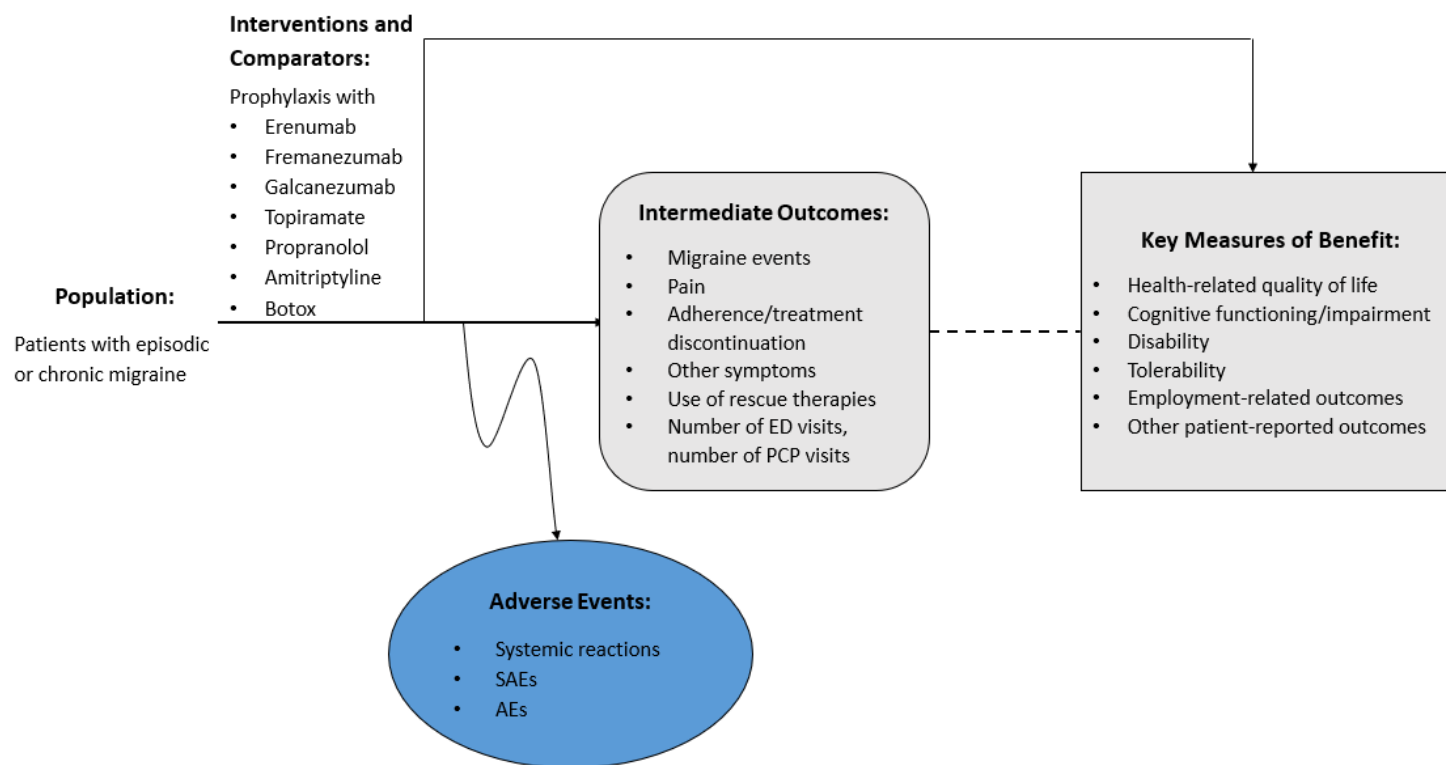 Interventions and
Comparators:
Prophylaxis with
• Erenumab
• Fremanezumab
• Galcanezumab
• Topiramate
• Propranolol
• Amitriptyline
• Botox
Population:
Patients with episodic
or chronic migraine
Intermediate Outcomes:
• Migraine events
• Pain
• Adherence/treatment
discontinuation
• Other symptoms
• Use of rescue therapies
• Number of ED visits,
number of PCP visits
Key Measures of Benefit:
• Health-related quality of life
• Cognitive functioning/impairment
• Disability
• Tolerability
• Employment-related outcomes
• Other patient-reported outcomes
Adverse Events:
• Systemic reactions
• SAEs
• AEs